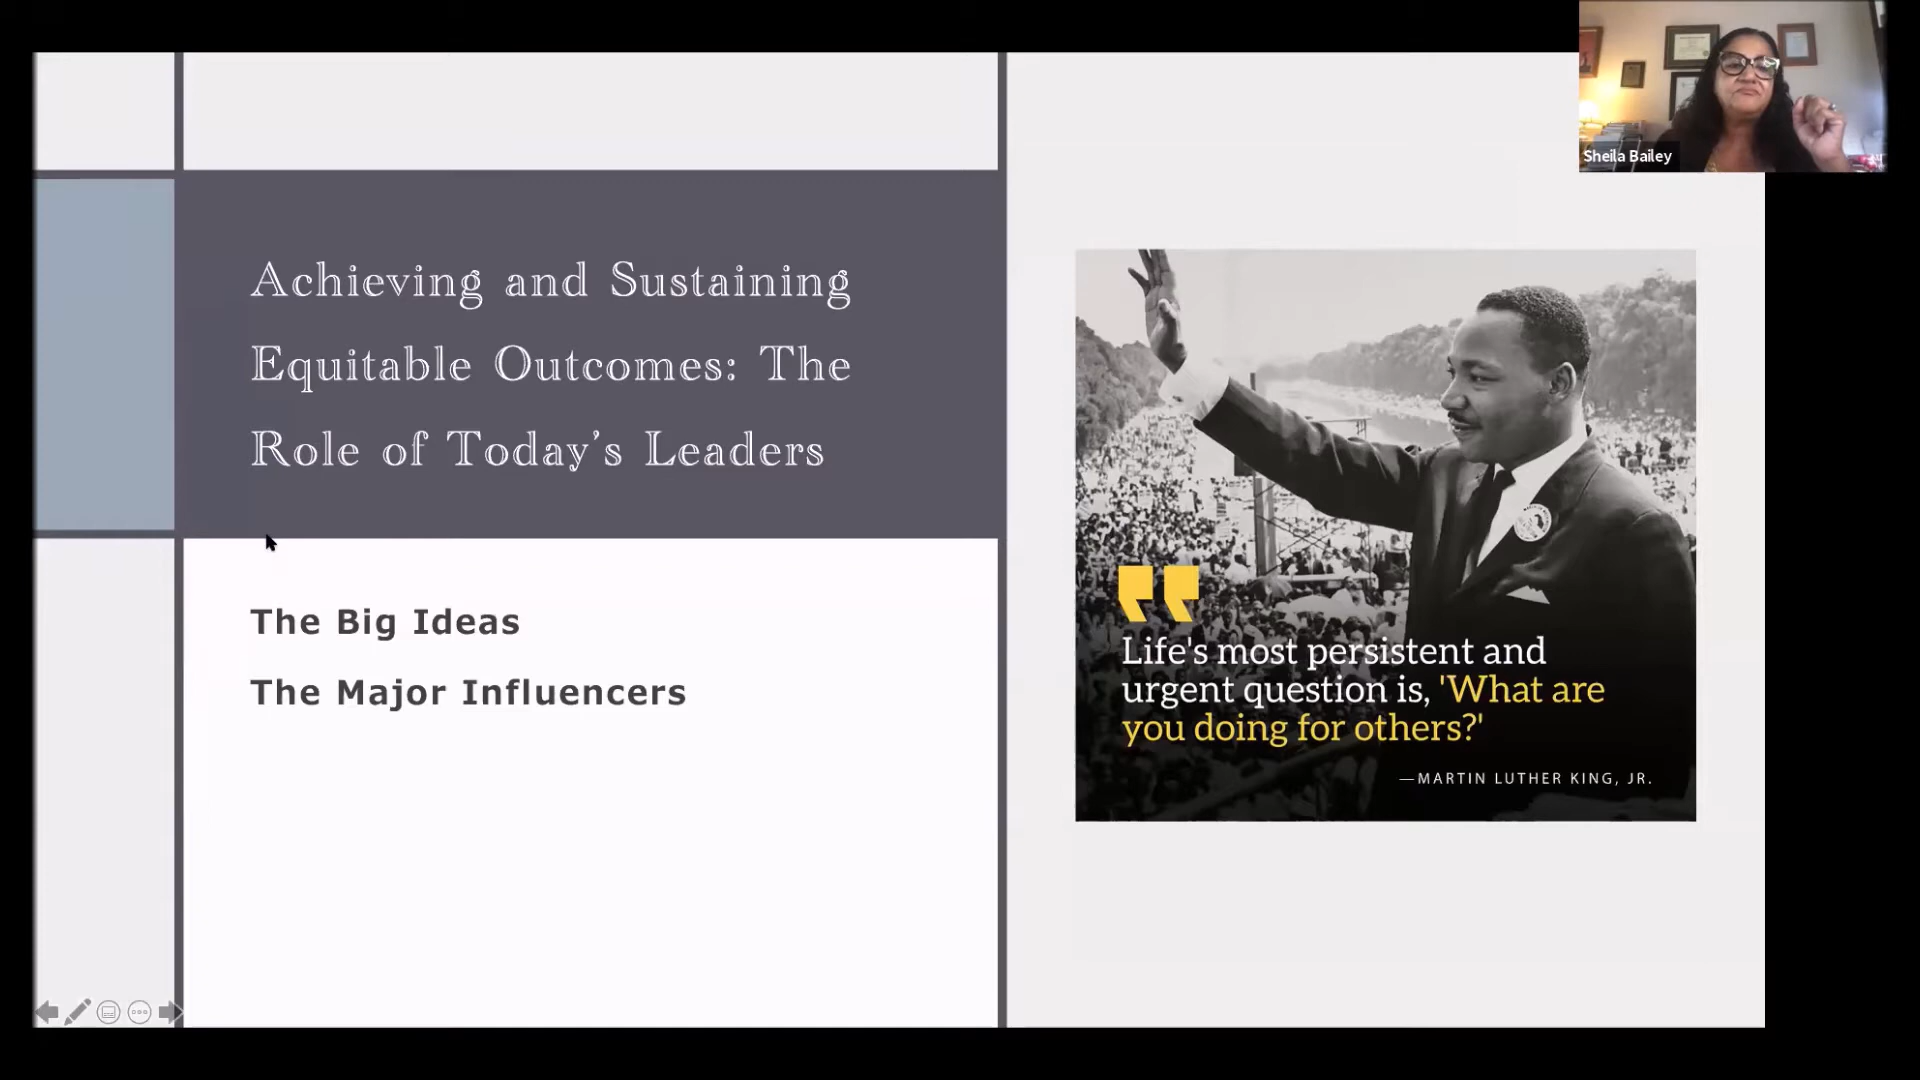 Sheila Bailey
Achieving and Sustaining
Equitable Outcomes: The
Role of Today's Leaders
The Big Ideas
The Major Influencers
Life's most persistent and
urgent question is, 'What are
you doing for others?'
—MARTIN LUTHER KING, JR.